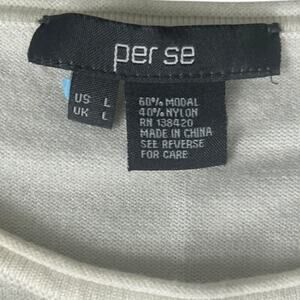 per se
US L
UK L
60% MODAL
40% NYLON
RN 138420
MADE IN CHINA
SEE REVERSE
FOR CARE